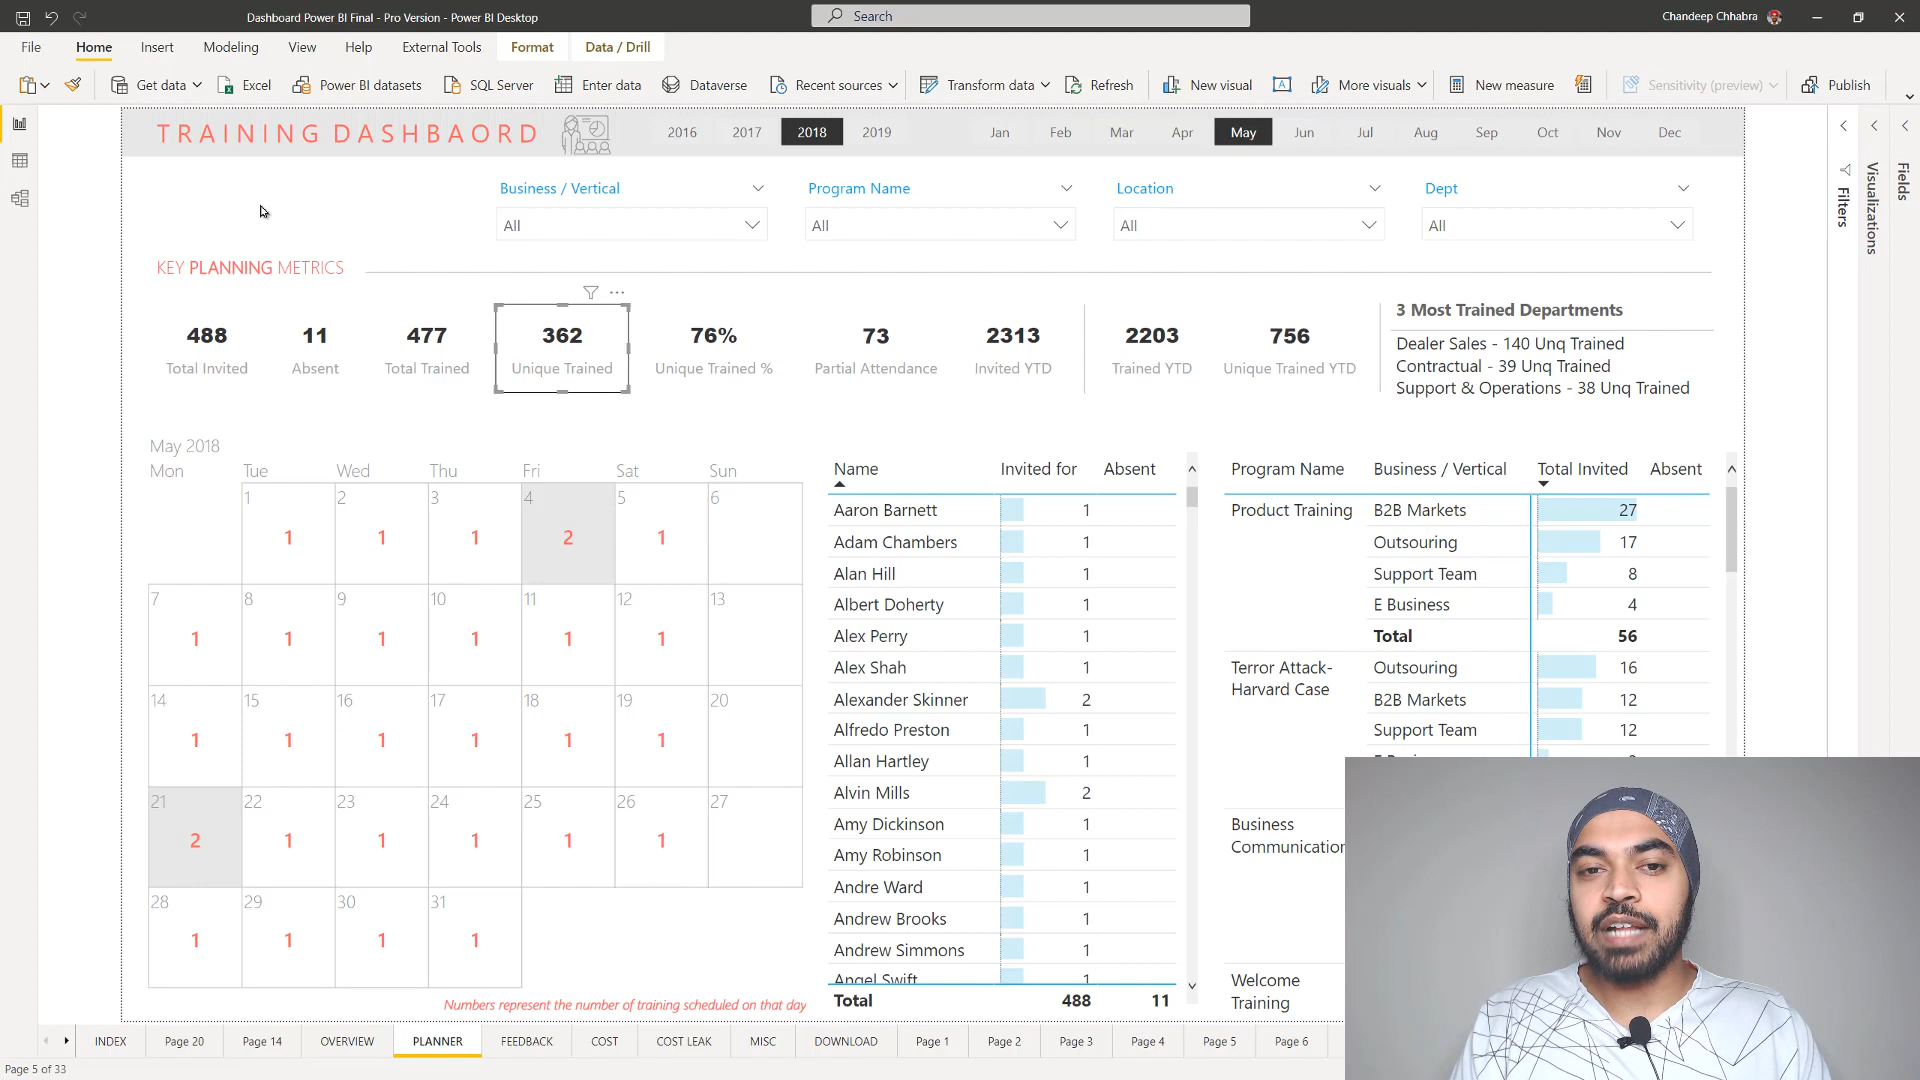 Dashboard Power BI Final - Pro Version - Power BI Desktop
Search
Chandeep Chhabra
File Home Insert Modeling View Help External Tools Format Data / Drill
Get data Excel Power BI datasets SQL Server Enter data Dataverse Recent sources Transform data Refresh New visual More visuals New measure Sensitivity (preview) Publish
TRAINING DASHBAORD
2016 2017 2018 2019
Jan Feb Mar Apr May Jun Jul Aug Sep Oct Nov Dec
Business / Vertical Program Name Location Dept
All All All All
Filters
Visualizations
Fields
KEY PLANNING METRICS
488 11 477 362 76% 73 2313 2203 756
Total Invited Absent Total Trained Unique Trained Unique Trained % Partial Attendance Invited YTD Trained YTD Unique Trained YTD
3 Most Trained Departments
Dealer Sales - 140 Unq Trained
Contractual - 39 Unq Trained
Support & Operations - 38 Unq Trained
May 2018
Mon Tue Wed Thu Fri Sat Sun
1 2 3 4 5 6
1 1 1 2 1
7 8 9 10 11 12 13
1 1 1 1 1 1
14 15 16 17 18 19 20
1 1 1 1 1 1
21 22 23 24 25 26 27
2 1 1 1 1 1
28 29 30 31
1 1 1 1
Numbers represent the number of training scheduled on that day
Name Invited for Absent
Aaron Barnett 1
Adam Chambers 1
Alan Hill 1
Albert Doherty 1
Alex Perry 1
Alex Shah 1
Alexander Skinner 2
Alfredo Preston 1
Allan Hartley 1
Alvin Mills 2
Amy Dickinson 1
Amy Robinson 1
Andre Ward 1
Andrew Brooks 1
Andrew Simmons 1
Angel Swift 1
Total 488 11
Program Name Business / Vertical Total Invited Absent
Product Training B2B Markets 27
Outsouring 17
Support Team 8
E Business 4
Total 56
Terror Attack- Outsouring 16
Harvard Case B2B Markets 12
Support Team 12
Business
Communication
Welcome
Training
INDEX Page 20 Page 14 OVERVIEW PLANNER FEEDBACK COST COST LEAK MISC DOWNLOAD Page 1 Page 2 Page 3 Page 4 Page 5 Page 6
Page 5 of 33